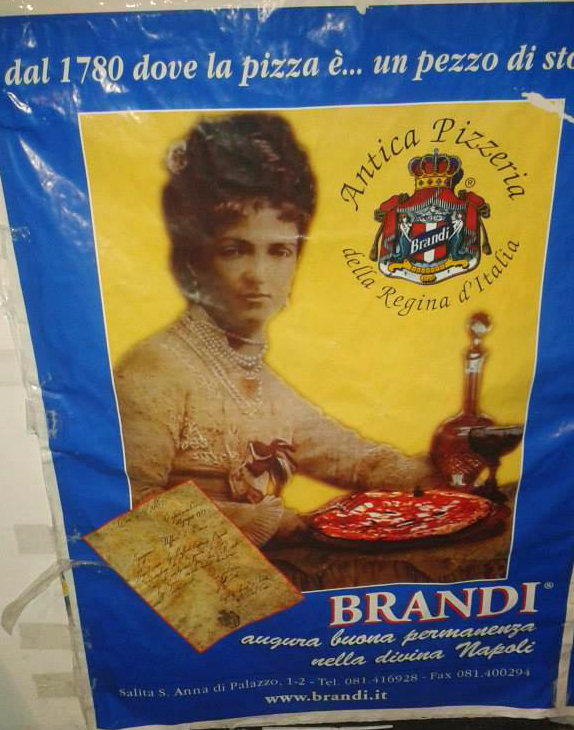 dal 1780 dove la pizza è... un pezzo di sto
Antica Pizzeria
Brandi
®
della Regina d'Italia
BRANDI®
augura buona permanenza
nella divina Napoli
Salita S. Anna di Palazzo, 1-2 - Tel. 081.416928 - Fax 081.400294
www.brandi.it